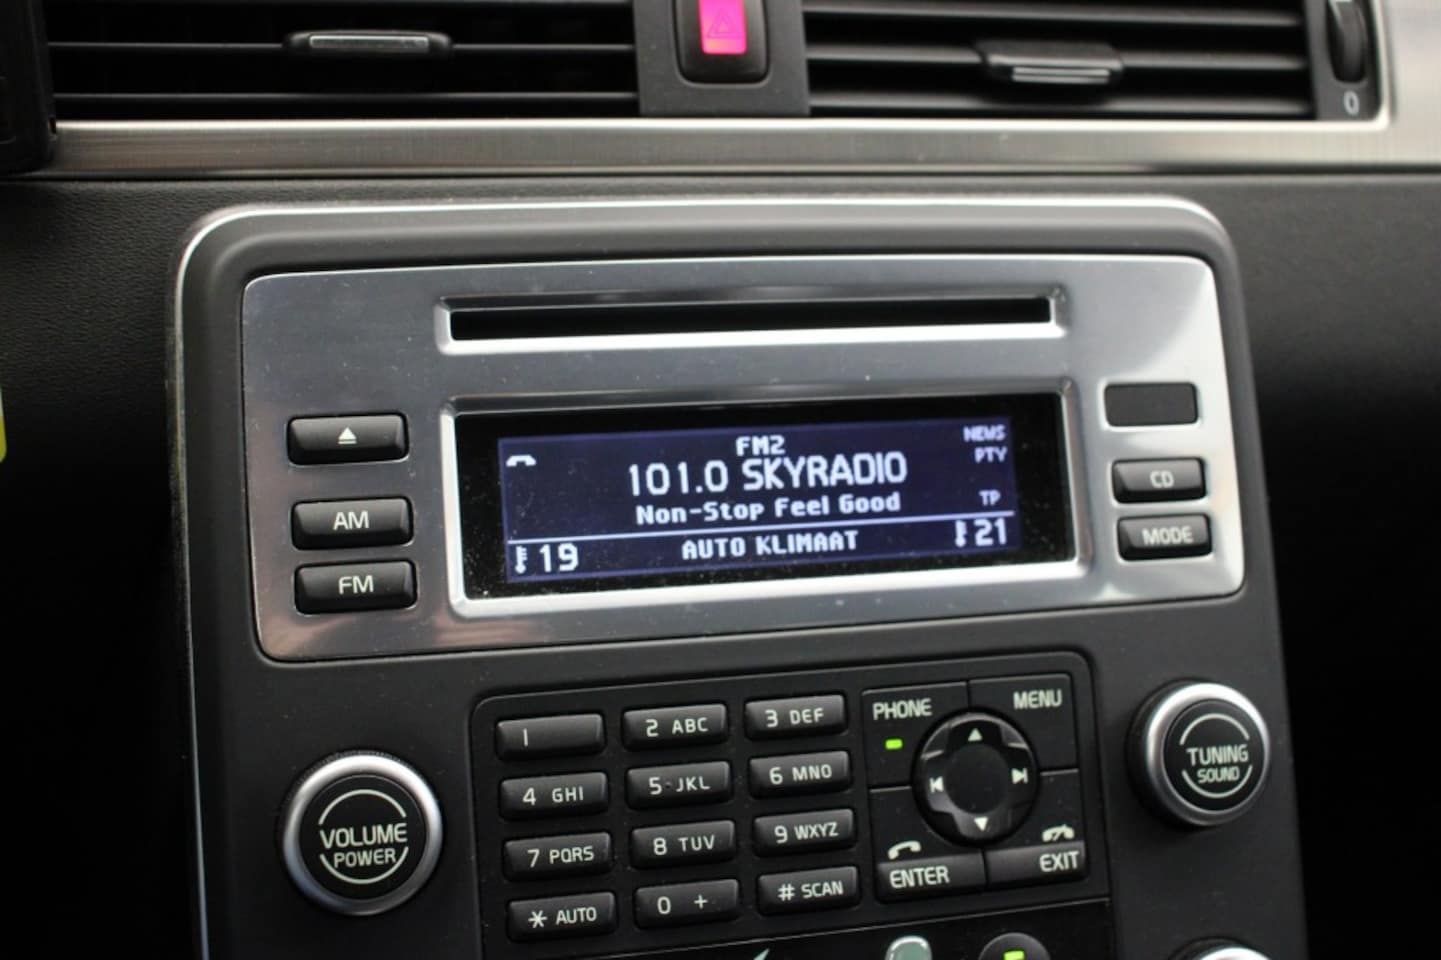 0
FM2
NEWS
101.0 SKYRADIO
PTY
Non-Stop Feel Good
TP
19
AUTO KLIMAAT
21
AM
FM
CD
MODE
1
2 ABC
3 DEF
4 GHI
5 JKL
6 MNO
7 PQRS
8 TUV
9 WXYZ
* AUTO
0 +
# SCAN
PHONE
MENU
ENTER
EXIT
VOLUME
POWER
TUNING
SOUND